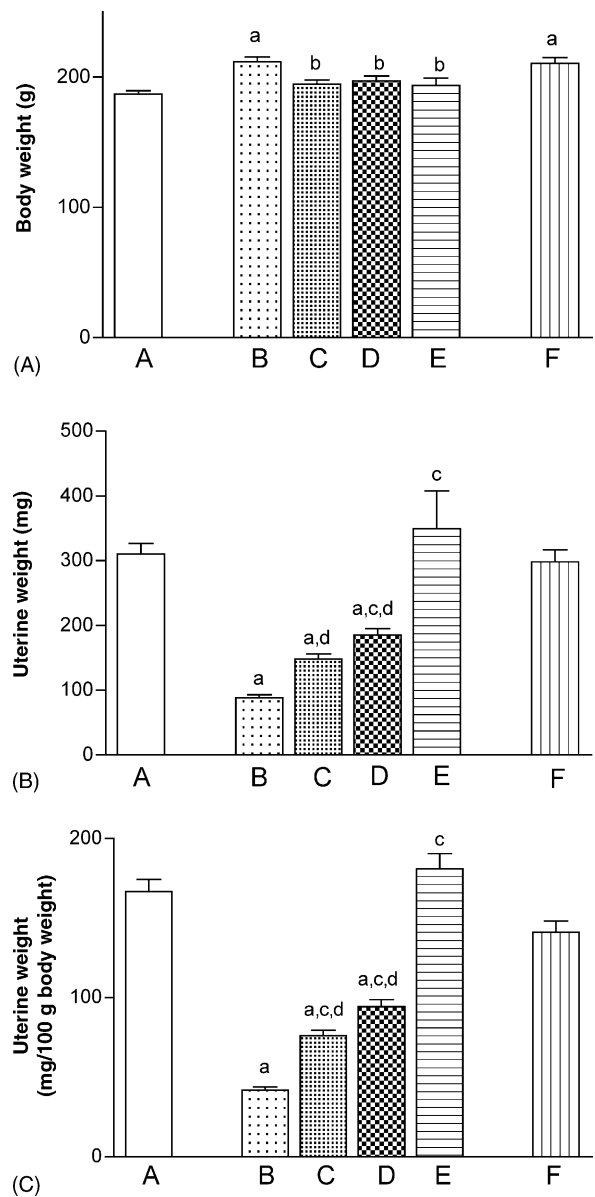 Body weight (g)
200
100
0
a
b
b
b
a
A
B
C
D
E
F
(A)
Uterine weight (mg)
500
400
300
200
100
0
a
a,d
a,c,d
c
A
B
C
D
E
F
(B)
Uterine weight
(mg/100 g body weight)
200
100
0
a
a,c,d
a,c,d
c
A
B
C
D
E
F
(C)